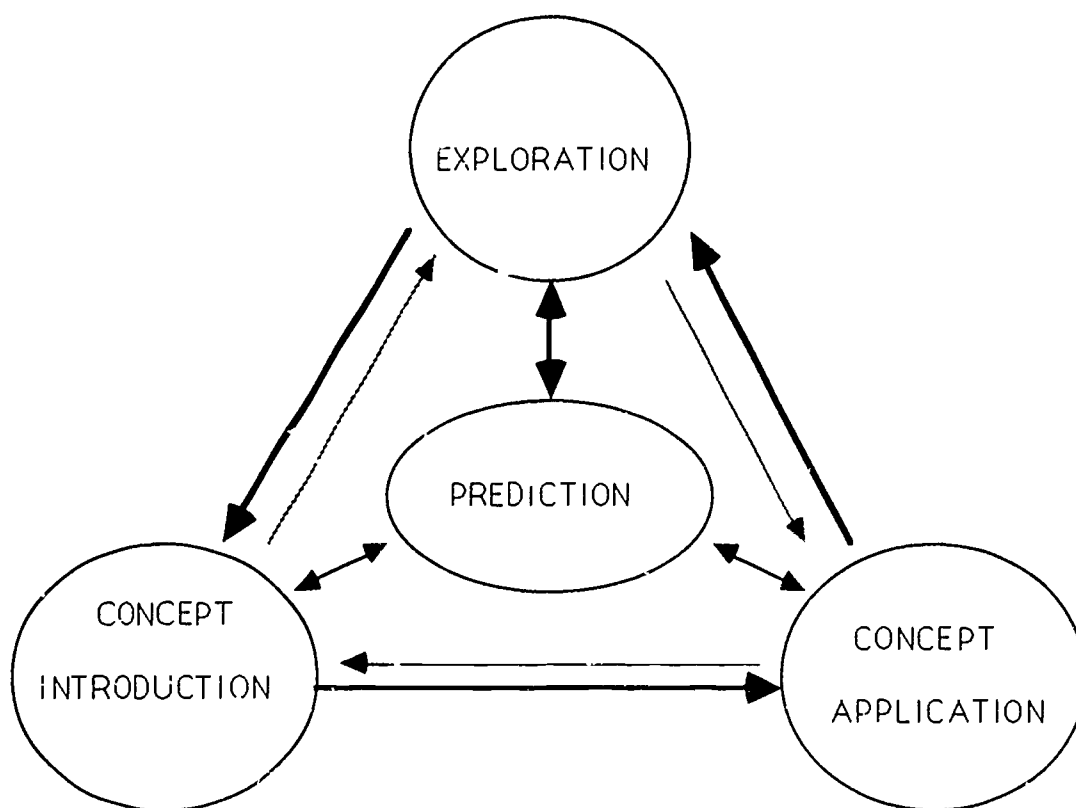 EXPLORATION
PREDICTION
CONCEPT
INTRODUCTION
CONCEPT
APPLICATION